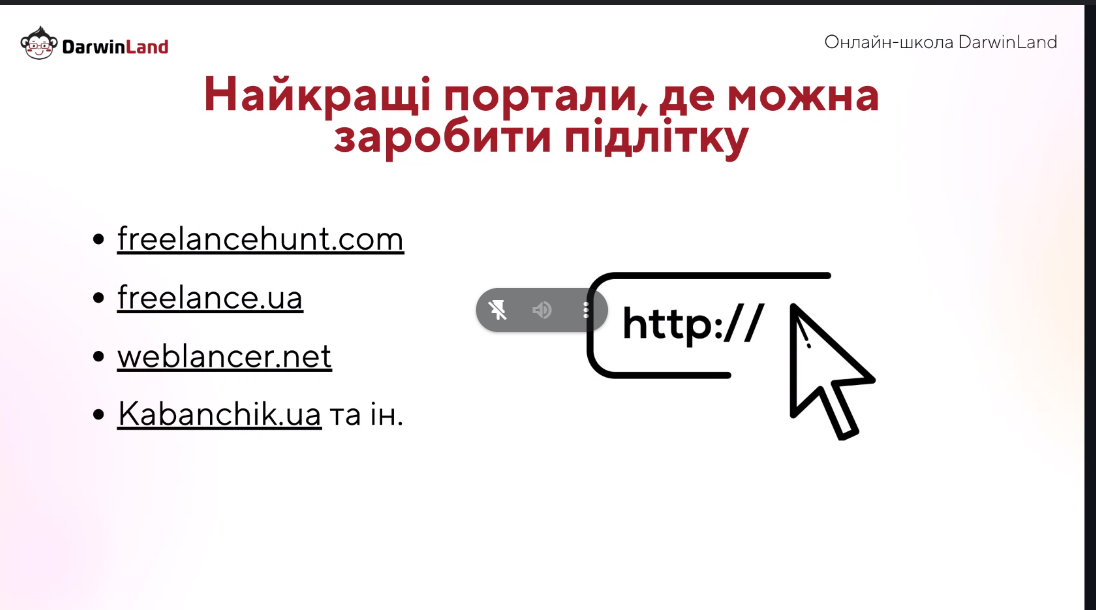 DarwinLand
Онлайн-школа DarwinLand
Найкращі портали, де можна
заробити підлітку
• freelancehunt.com
• freelance.ua
• weblancer.net
• Kabanchik.ua та ін.
http://